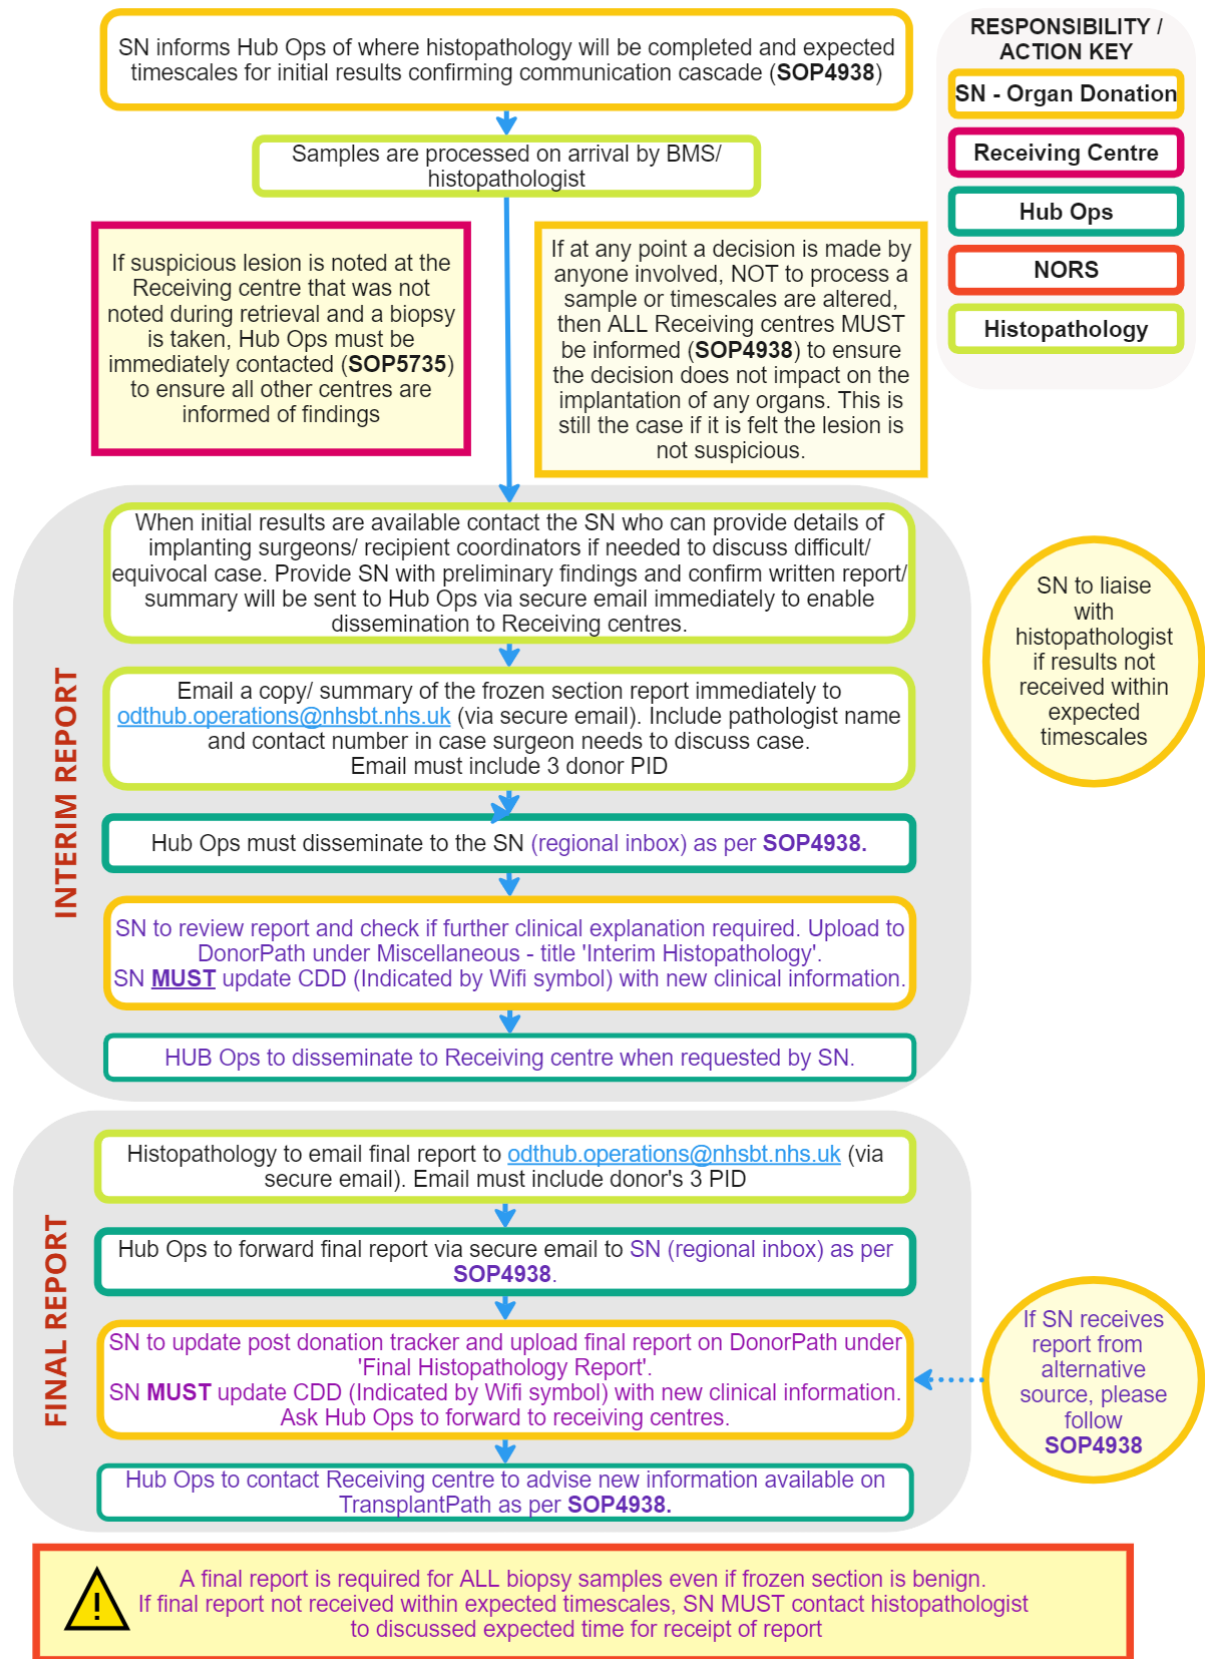 SN informs Hub Ops of where histopathology will be completed and expected
timescales for initial results confirming communication cascade (SOP4938)
RESPONSIBILITY /
ACTION KEY
SN - Organ Donation
Receiving Centre
Hub Ops
NORS
Histopathology
Samples are processed on arrival by BMS/
histopathologist
If suspicious lesion is noted at the
Receiving centre that was not
noted during retrieval and a biopsy
is taken, Hub Ops must be
immediately contacted (SOP5735)
to ensure all other centres are
informed of findings
If at any point a decision is made by
anyone involved, NOT to process a
sample or timescales are altered,
then ALL Receiving centres MUST
be informed (SOP4938) to ensure
the decision does not impact on the
implantation of any organs. This is
still the case if it is felt the lesion is
not suspicious.
INTERIM REPORT
When initial results are available contact the SN who can provide details of
implanting surgeons/ recipient coordinators if needed to discuss difficult/
equivocal case. Provide SN with preliminary findings and confirm written report/
summary will be sent to Hub Ops via secure email immediately to enable
dissemination to Receiving centres.
SN to liaise
with
histopathologist
if results not
received within
expected
timescales
Email a copy/ summary of the frozen section report immediately to
odthub.operations@nhsbt.nhs.uk (via secure email). Include pathologist name
and contact number in case surgeon needs to discuss case.
Email must include 3 donor PID
Hub Ops must disseminate to the SN (regional inbox) as per SOP4938.
SN to review report and check if further clinical explanation required. Upload to
DonorPath under Miscellaneous - title 'Interim Histopathology'.
SN MUST update CDD (Indicated by Wifi symbol) with new clinical information.
HUB Ops to disseminate to Receiving centre when requested by SN.
FINAL REPORT
Histopathology to email final report to odthub.operations@nhsbt.nhs.uk (via
secure email). Email must include donor's 3 PID
Hub Ops to forward final report via secure email to SN (regional inbox) as per
SOP4938.
SN to update post donation tracker and upload final report on DonorPath under
'Final Histopathology Report'.
SN MUST update CDD (Indicated by Wifi symbol) with new clinical information.
Ask Hub Ops to forward to receiving centres.
If SN receives
report from
alternative
source, please
follow
SOP4938
Hub Ops to contact Receiving centre to advise new information available on
TransplantPath as per SOP4938.
A final report is required for ALL biopsy samples even if frozen section is benign.
If final report not received within expected timescales, SN MUST contact histopathologist
to discussed expected time for receipt of report